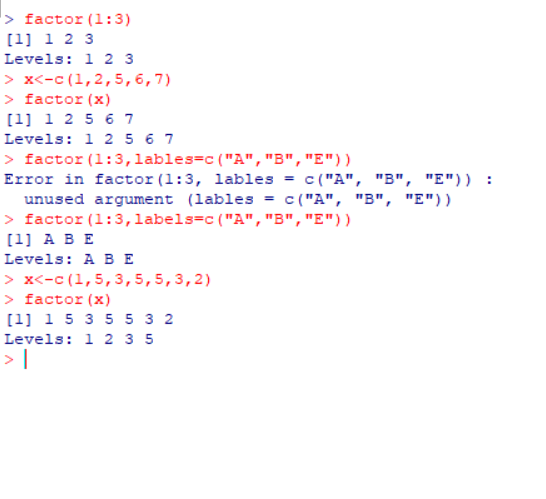 > factor(1:3)
[1] 1 2 3
Levels: 1 2 3
> x<-c(1,2,5,6,7)
> factor(x)
[1] 1 2 5 6 7
Levels: 1 2 5 6 7
> factor(1:3,lables=c("A","B","E"))
Error in factor(1:3, lables = c("A", "B", "E")) :
  unused argument (lables = c("A", "B", "E"))
> factor(1:3,labels=c("A","B","E"))
[1] A B E
Levels: A B E
> x<-c(1,5,3,5,5,3,2)
> factor(x)
[1] 1 5 3 5 5 3 2
Levels: 1 2 3 5
>